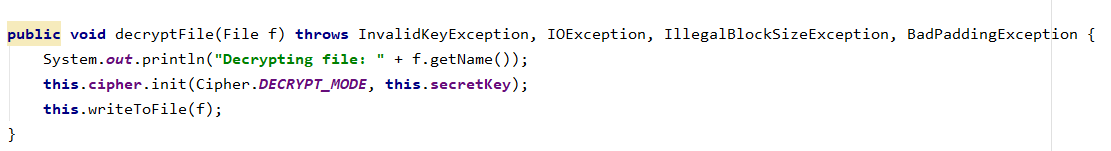 public void decryptFile(File f) throws InvalidKeyException, IOException, IllegalBlockSizeException, BadPaddingException {
    System.out.println("Decrypting file: " + f.getName());
    this.cipher.init(Cipher.DECRYPT_MODE, this.secretKey);
    this.writeToFile(f);
}